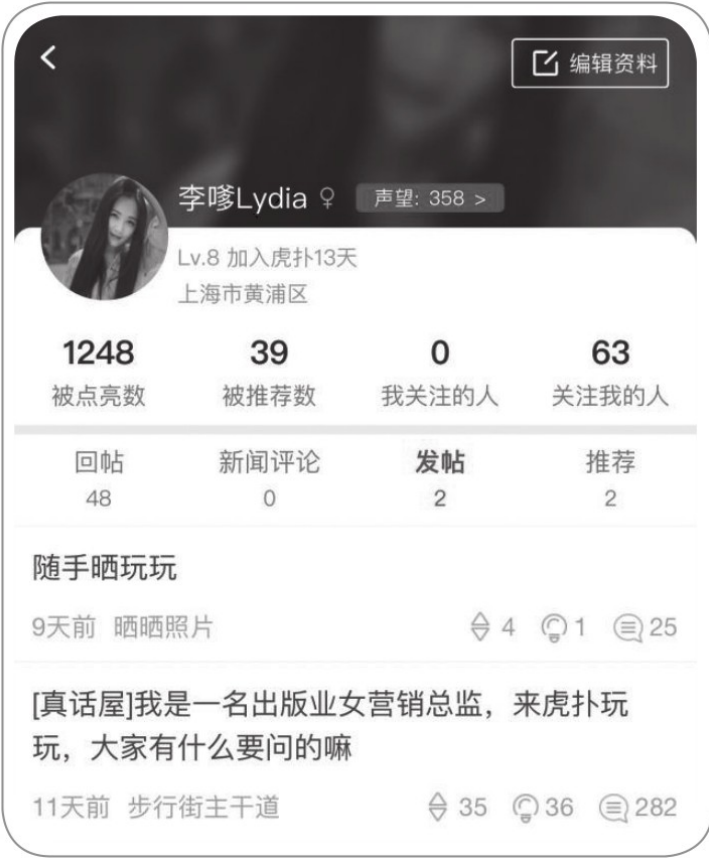 编辑资料
李嗲Lydia♀ 声望: 358 >
Lv.8 加入虎扑13天
上海市黄浦区
1248 39 0 63
被点亮数 被推荐数 我关注的人 关注我的人
回帖 新闻评论 发帖 推荐
48 0 2 2
随手晒玩玩
9天前 晒晒照片 4 1 25
[真话屋]我是一名出版业女营销总监，来虎扑玩
玩，大家有什么要问的嘛
11天前 步行街主干道 35 36 282